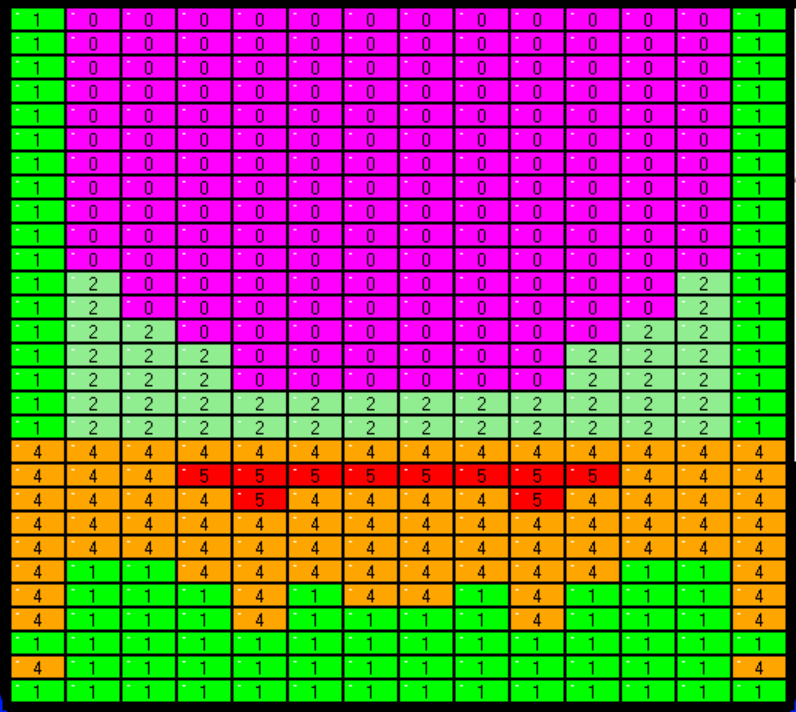 1 0 0 0 0 0 0 0 0 0 0 0 0 1
1 0 0 0 0 0 0 0 0 0 0 0 0 1
1 0 0 0 0 0 0 0 0 0 0 0 0 1
1 0 0 0 0 0 0 0 0 0 0 0 0 1
1 0 0 0 0 0 0 0 0 0 0 0 0 1
1 0 0 0 0 0 0 0 0 0 0 0 0 1
1 0 0 0 0 0 0 0 0 0 0 0 0 1
1 0 0 0 0 0 0 0 0 0 0 0 0 1
1 0 0 0 0 0 0 0 0 0 0 0 0 1
1 0 0 0 0 0 0 0 0 0 0 0 0 1
1 0 0 0 0 0 0 0 0 0 0 0 0 1
1 2 0 0 0 0 0 0 0 0 0 0 2 1
1 2 0 0 0 0 0 0 0 0 0 0 2 1
1 2 2 0 0 0 0 0 0 0 0 2 2 1
1 2 2 2 0 0 0 0 0 0 2 2 2 1
1 2 2 2 0 0 0 0 0 0 2 2 2 1
1 2 2 2 2 2 2 2 2 2 2 2 2 1
1 2 2 2 2 2 2 2 2 2 2 2 2 1
4 4 4 4 4 4 4 4 4 4 4 4 4 4
4 4 4 5 5 5 5 5 5 5 5 4 4 4
4 4 4 4 5 4 4 4 4 5 4 4 4 4
4 4 4 4 4 4 4 4 4 4 4 4 4 4
4 4 4 4 4 4 4 4 4 4 4 4 4 4
4 1 1 4 4 4 4 4 4 4 4 1 1 4
4 1 1 1 4 1 4 4 1 4 1 1 1 4
4 1 1 1 4 1 1 1 1 4 1 1 1 4
1 1 1 1 1 1 1 1 1 1 1 1 1 1
4 1 1 1 1 1 1 1 1 1 1 1 1 4
1 1 1 1 1 1 1 1 1 1 1 1 1 1